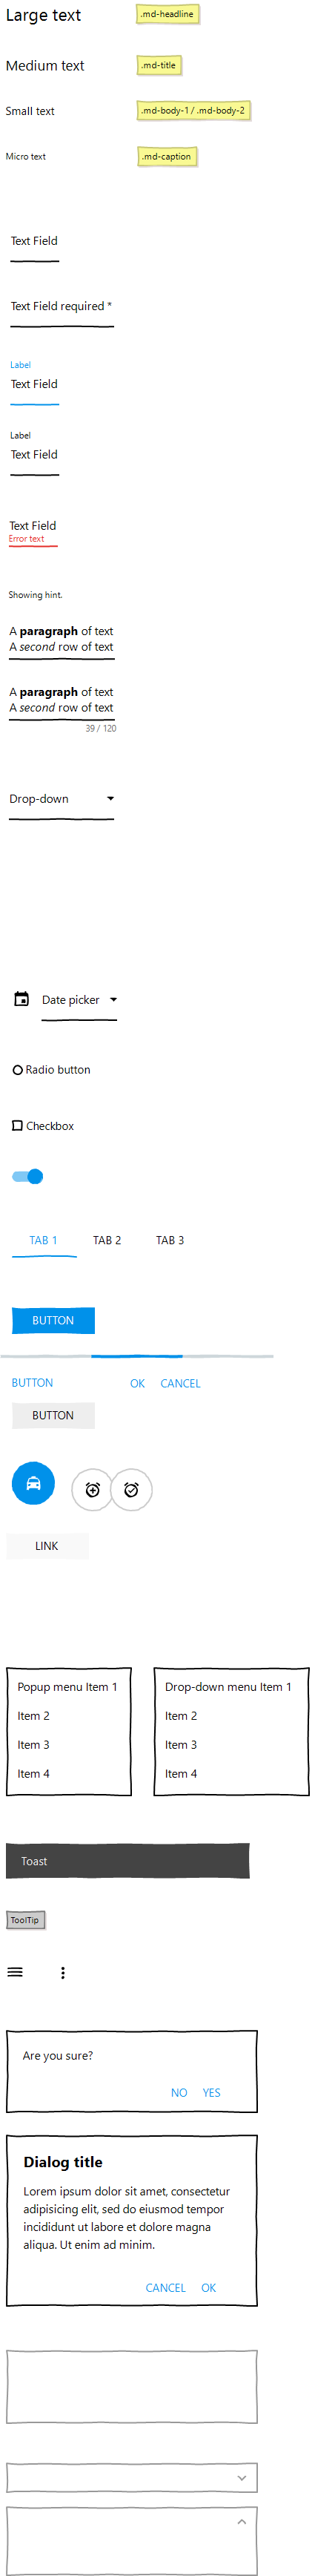 Large text .md-headline
Medium text .md-title
Small text .md-body-1 / .md-body-2
Micro text .md-caption
Text Field
Text Field required *
Label
Text Field
Label
Text Field
Text Field
Error text
Showing hint.
A paragraph of text
A second row of text
A paragraph of text
A second row of text
39 / 120
Drop-down
Date picker
Radio button
Checkbox
TAB 1 TAB 2 TAB 3
BUTTON
BUTTON OK CANCEL
BUTTON
LINK
Popup menu Item 1 Drop-down menu Item 1
Item 2 Item 2
Item 3 Item 3
Item 4 Item 4
Toast
ToolTip
Are you sure?
NO YES
Dialog title
Lorem ipsum dolor sit amet, consectetur
adipisicing elit, sed do eiusmod tempor
incididunt ut labore et dolore magna
aliqua. Ut enim ad minim.
CANCEL OK